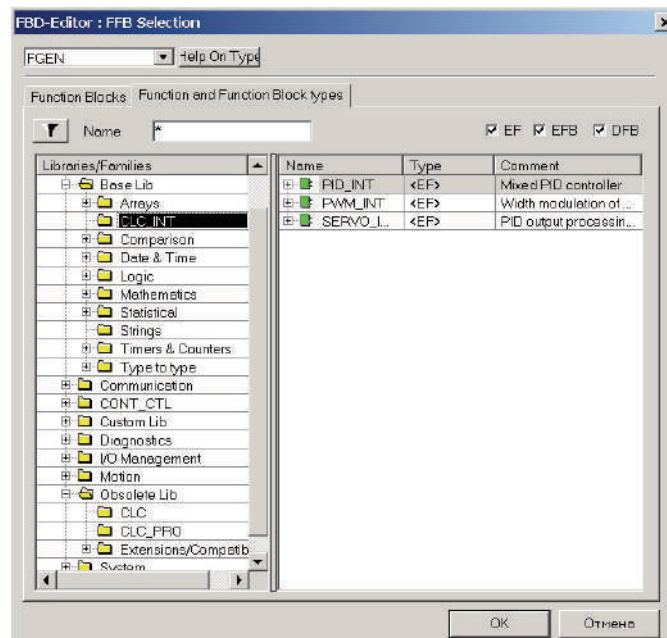 FBD-Editor : FFB Selection
FGEN Help On Type
Function Blocks Function and Function Block types
Name * EF EFB DFB
Libraries/Families Name Type Comment
Base Lib PID_INT <EF> Mixed PID controller
Arrays PWM_INT <EF> Width modulation of ...
CLC_INT SERVO_I... <EF> PID output processin...
Comparison
Date & Time
Logic
Mathematics
Statistical
Strings
Timers & Counters
Type to type
Communication
CONT_CTL
Custom Lib
Diagnostics
I/O Management
Motion
Obsolete Lib
CLC
CLC_PRO
Extensions/Compatib
System
OK Отмена